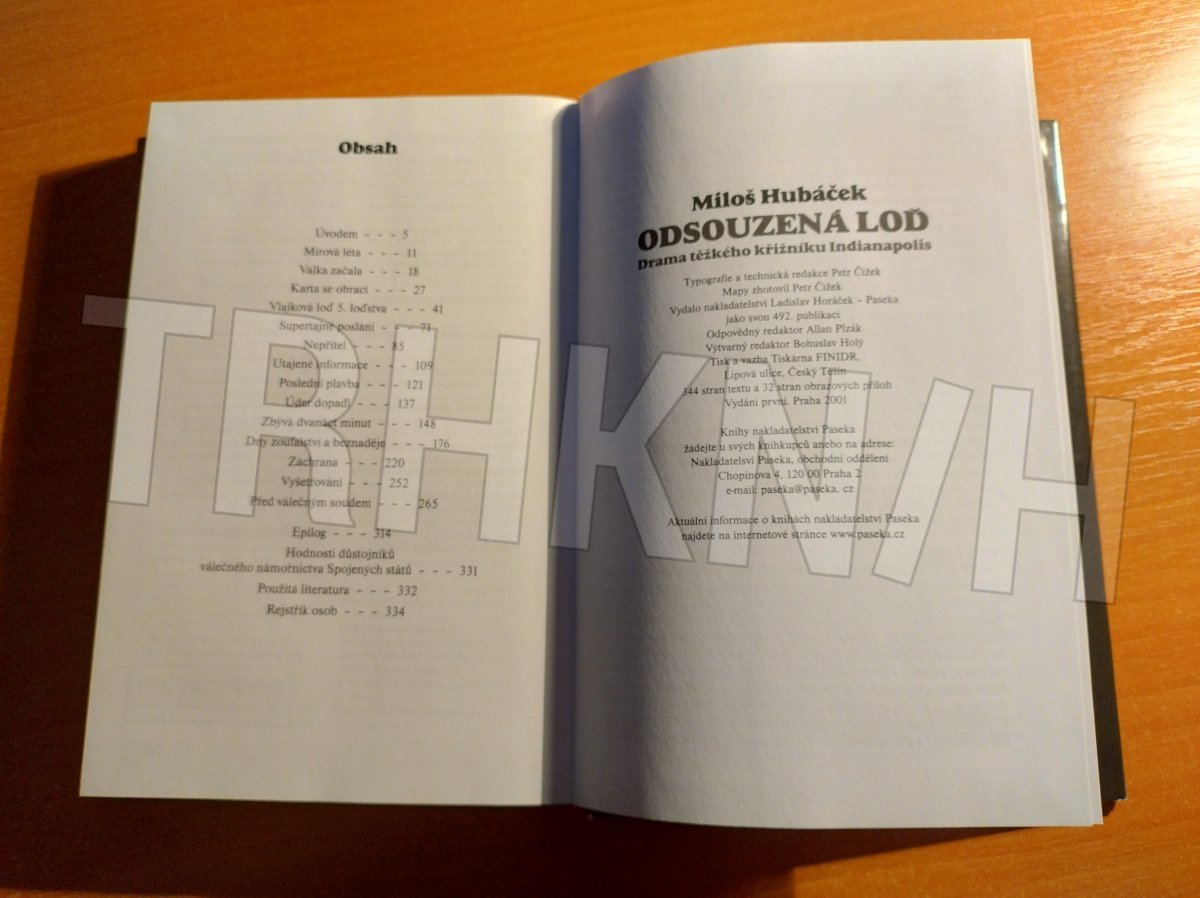 Obsah
Úvodem - - - 5
Mírová léta - - - 11
Válka začala - - - 18
Karta se obrací - - - 27
Vlajková loď 5. loďstva - - - 41
Supertajné poslání - - - 71
Nepřítel - - - 85
Utajené informace - - - 109
Poslední plavba - - - 121
Úder dopadl - - - 137
Zbývá dvanáct minut - - - 148
Dny zoufalství a beznaděje - - - 176
Záchrana - - - 220
Vyšetřování - - - 252
Před válečným soudem - - - 265
Epilog - - - 314
Hodnosti důstojníků
válečného námořnictva Spojených států - - - 331
Použitá literatura - - - 332
Rejstřík osob - - - 334
Miloš Hubáček
ODSOUZENÁ LOĎ
Drama těžkého křižníku Indianapolis
Typografie a technická redakce Petr Čížek
Mapy zhotovil Petr Čížek
Vydalo nakladatelství Ladislav Horáček – Paseka
jako svou 492. publikaci
Odpovědný redaktor Allan Plzák
Výtvarný redaktor Bohuslav Holý
Tisk a vazba Tiskárna FINIDR,
Lípová ulice, Český Těšín
344 stran textu a 32 stran obrazových příloh
Vydání první. Praha 2001
Knihy nakladatelství Paseka
žádejte u svých knihkupců anebo na adrese:
Nakladatelsví Paseka, obchodní oddělení
Chopinova 4, 120 00 Praha 2
e-mail: paseka@paseka. cz
Aktuální informace o knihách nakladatelství Paseka
najdete na internetové stránce www.paseka.cz
TRHKNIH